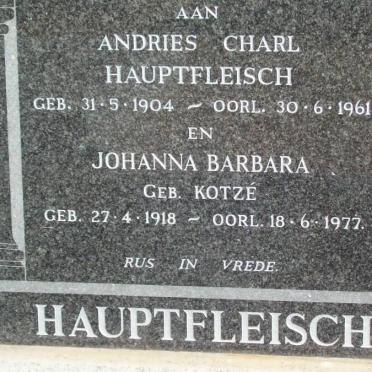 AAN
ANDRIES CHARL
HAUPTFLEISCH
GEB. 31·5·1904 ~ OORL. 30·6·1961
EN
JOHANNA BARBARA
GEB. KOTZÉ
GEB. 27·4·1918 ~ OORL. 18·6·1977.
RUS IN VREDE.
HAUPTFLEISCH